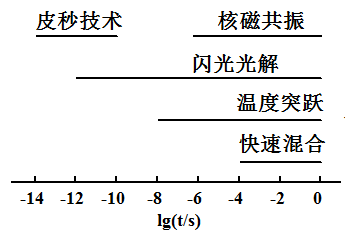 皮秒技术 核磁共振
闪光光解
温度突跃
快速混合
-14 -12 -10 -8 -6 -4 -2 0
lg(t/s)